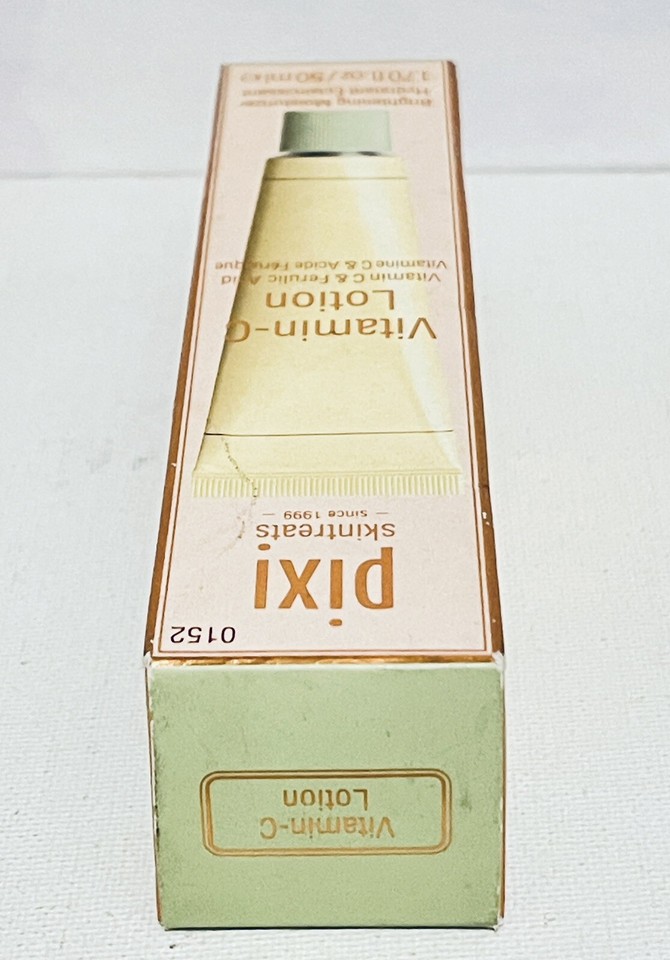 0152
pixi
skintreats
– since 1999 –
Vitamin-C
Lotion
Vitamin C & Ferulic Acid
Vitamine C & Acide Férulique
Brightening Moisturizer
Hydratant Éclaircissant
1.70 fl oz / 50 ml e
Vitamin-C
Lotion